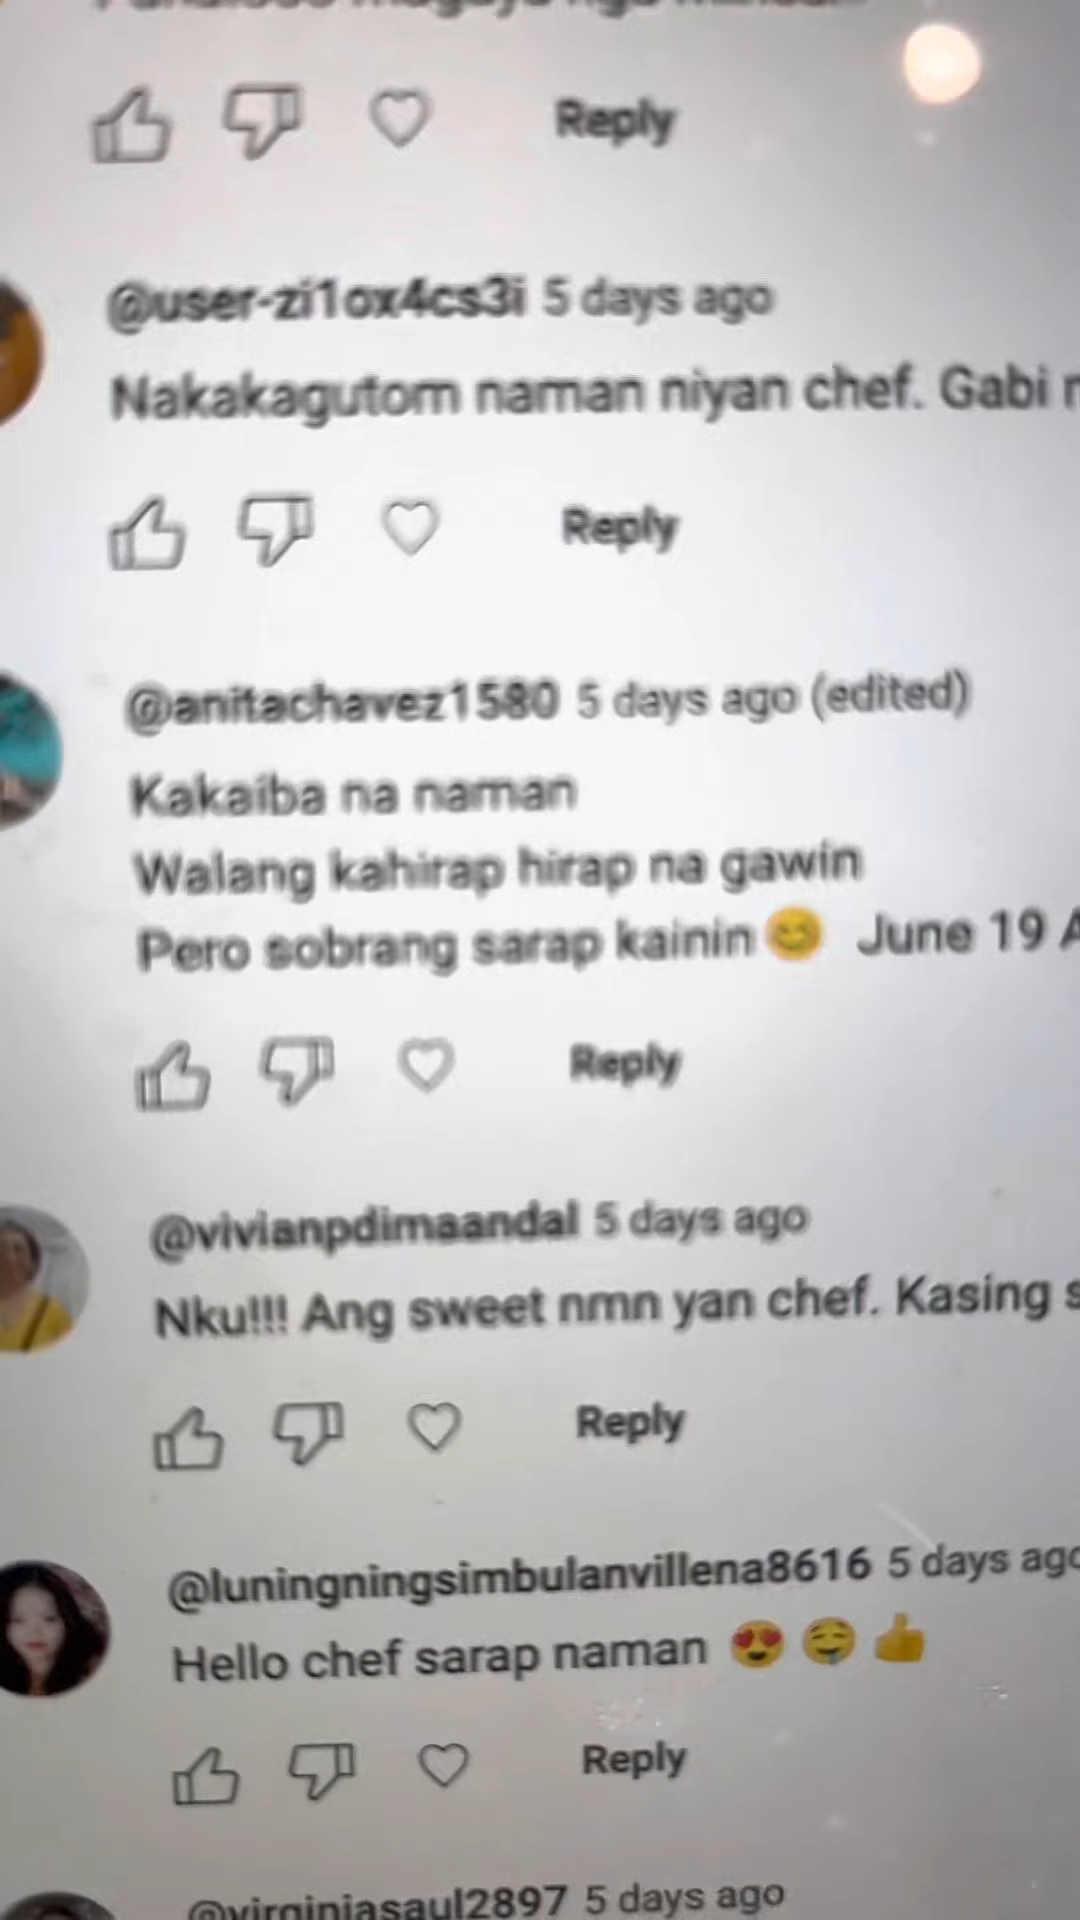 Reply
@user-zi1ox4cs3i 5 days ago
Nakakagutom naman niyan chef. Gabi
Reply
@anitachavez1580 5 days ago (edited)
Kakaiba na naman
Walang kahirap hirap na gawin
Pero sobrang sarap kainin 😊 June 19
Reply
@vivianpdimaandal 5 days ago
Nku!!! Ang sweet nmn yan chef. Kasing
Reply
@luningningsimbulanvillena8616 5 days ago
Hello chef sarap naman 😍🤤👍
Reply
@virginiasaul2897 5 days ago